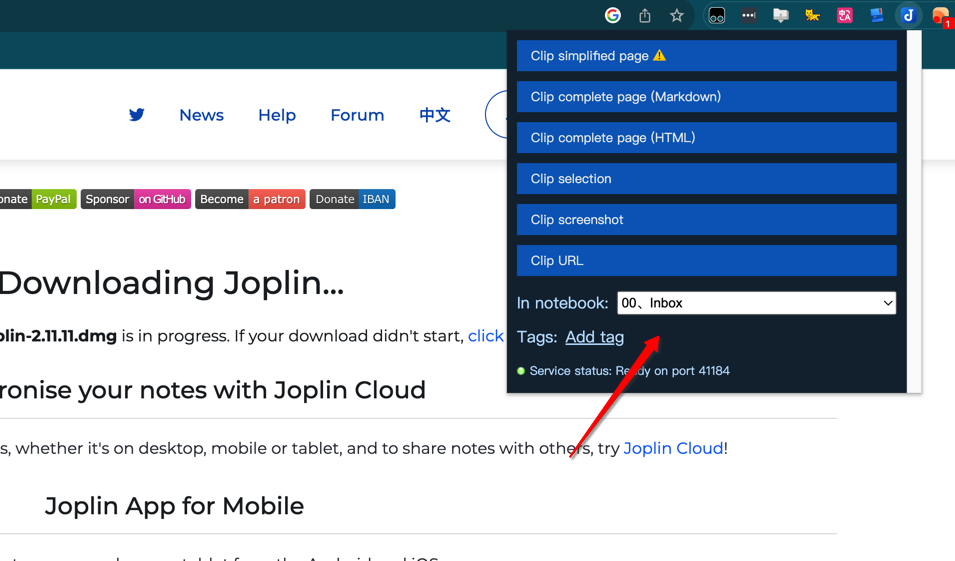 1
Clip simplified page
Clip complete page (Markdown)
Clip complete page (HTML)
Clip selection
Clip screenshot
Clip URL
In notebook: 00、Inbox
Tags: Add tag
Service status: Ready on port 41184
News Help Forum 中文
onate PayPal Sponsor on GitHub Become a patron Donate IBAN
Downloading Joplin...
plin-2.11.11.dmg is in progress. If your download didn't start, click
ronise your notes with Joplin Cloud
s, whether it's on desktop, mobile or tablet, and to share notes with others, try Joplin Cloud!
Joplin App for Mobile